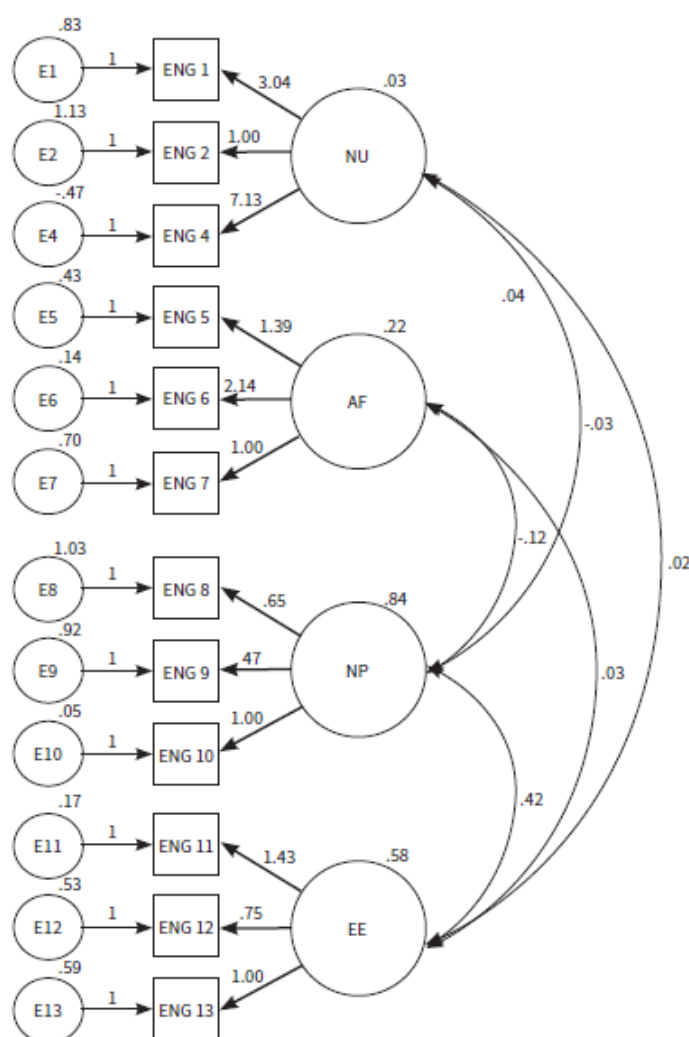 .83
E1 1 ENG 1
3.04 .03
1.13
E2 1 ENG 2 1.00 NU
-.47
E4 1 ENG 4 7.13
.04
.43
E5 1 ENG 5 1.39 .22
.14
E6 1 ENG 6 2.14 AF
-.03
.70
E7 1 ENG 7 1.00
-.12
.02
1.03
E8 1 ENG 8 .65 .84
.92
E9 1 ENG 9 .47 NP .03
.05
E10 1 ENG 10 1.00
.42
.17
E11 1 ENG 11 1.43 .58
.53
E12 1 ENG 12 .75 EE
.59
E13 1 ENG 13 1.00